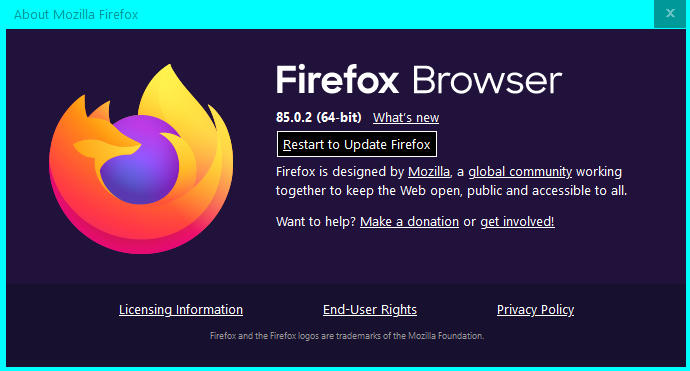 About Mozilla Firefox
x
Firefox Browser
85.0.2 (64-bit) What's new
Restart to Update Firefox
Firefox is designed by Mozilla, a global community working
together to keep the Web open, public and accessible to all.
Want to help? Make a donation or get involved!
Licensing Information End-User Rights Privacy Policy
Firefox and the Firefox logos are trademarks of the Mozilla Foundation.